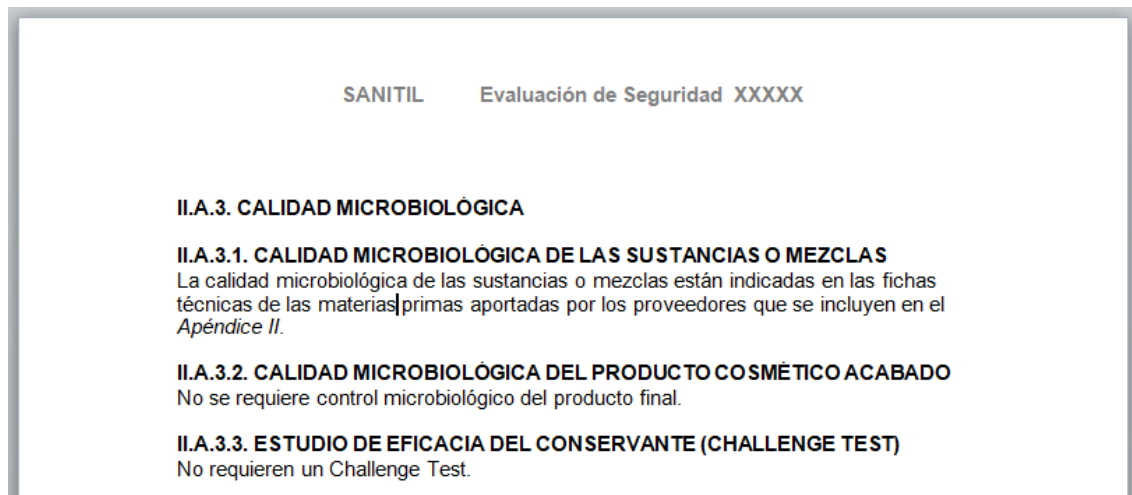 SANITIL Evaluación de Seguridad XXXXX
II.A.3. CALIDAD MICROBIOLÓGICA
II.A.3.1. CALIDAD MICROBIOLÓGICA DE LAS SUSTANCIAS O MEZCLAS
La calidad microbiológica de las sustancias o mezclas están indicadas en las fichas
técnicas de las materias primas aportadas por los proveedores que se incluyen en el
Apéndice II.
II.A.3.2. CALIDAD MICROBIOLÓGICA DEL PRODUCTO COSMÉTICO ACABADO
No se requiere control microbiológico del producto final.
II.A.3.3. ESTUDIO DE EFICACIA DEL CONSERVANTE (CHALLENGE TEST)
No requieren un Challenge Test.